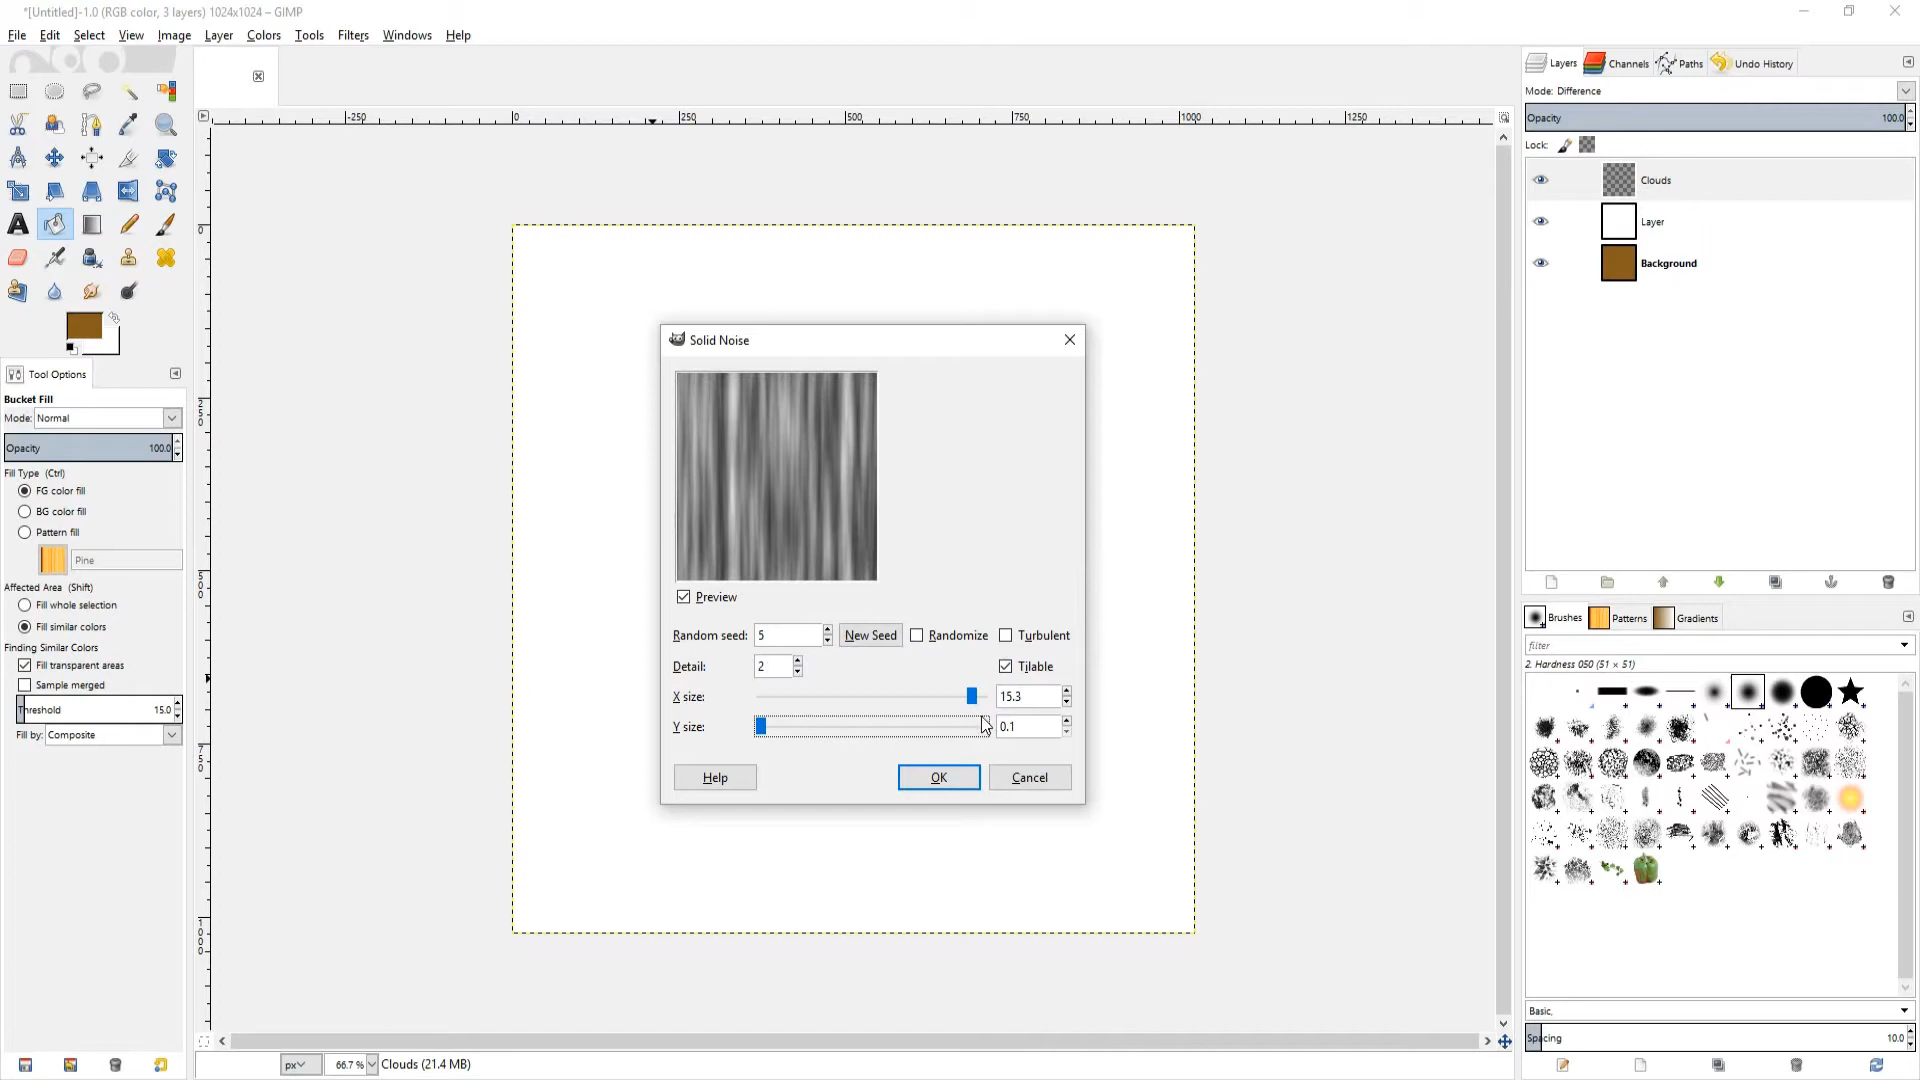 *[Untitled]-1.0 (RGB color, 3 layers) 1024x1024 – GIMP
File Edit Select View Image Layer Colors Tools Filters Windows Help
Layers Channels Paths Undo History
Mode: Difference
Opacity 100.0
Lock:
Clouds
Layer
Background
-250 0 250 500 750 1000 1250
0
250
500
750
1000
Tool Options
Bucket Fill
Mode: Normal
Opacity 100.0
Fill Type (Ctrl)
FG color fill
BG color fill
Pattern fill
Pine
Affected Area (Shift)
Fill whole selection
Fill similar colors
Finding Similar Colors
Fill transparent areas
Sample merged
Threshold 15.0
Fill by: Composite
Solid Noise
Preview
Random seed: 5 New Seed Randomize Turbulent
Detail: 2 Tilable
X size: 15.3
Y size: 0.1
Help OK Cancel
Brushes Patterns Gradients
filter
2. Hardness 050 (51 × 51)
Basic,
Spacing 10.0
px 66.7 % Clouds (21.4 MB)